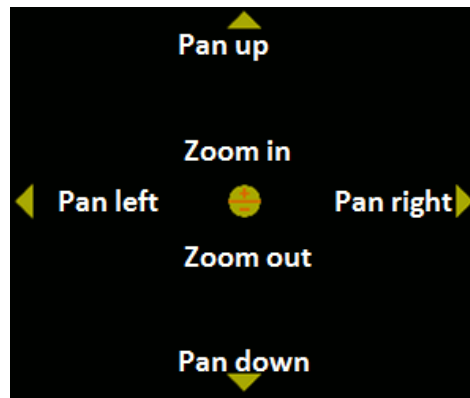 Pan up
Zoom in
Pan left
Pan right
Zoom out
Pan down